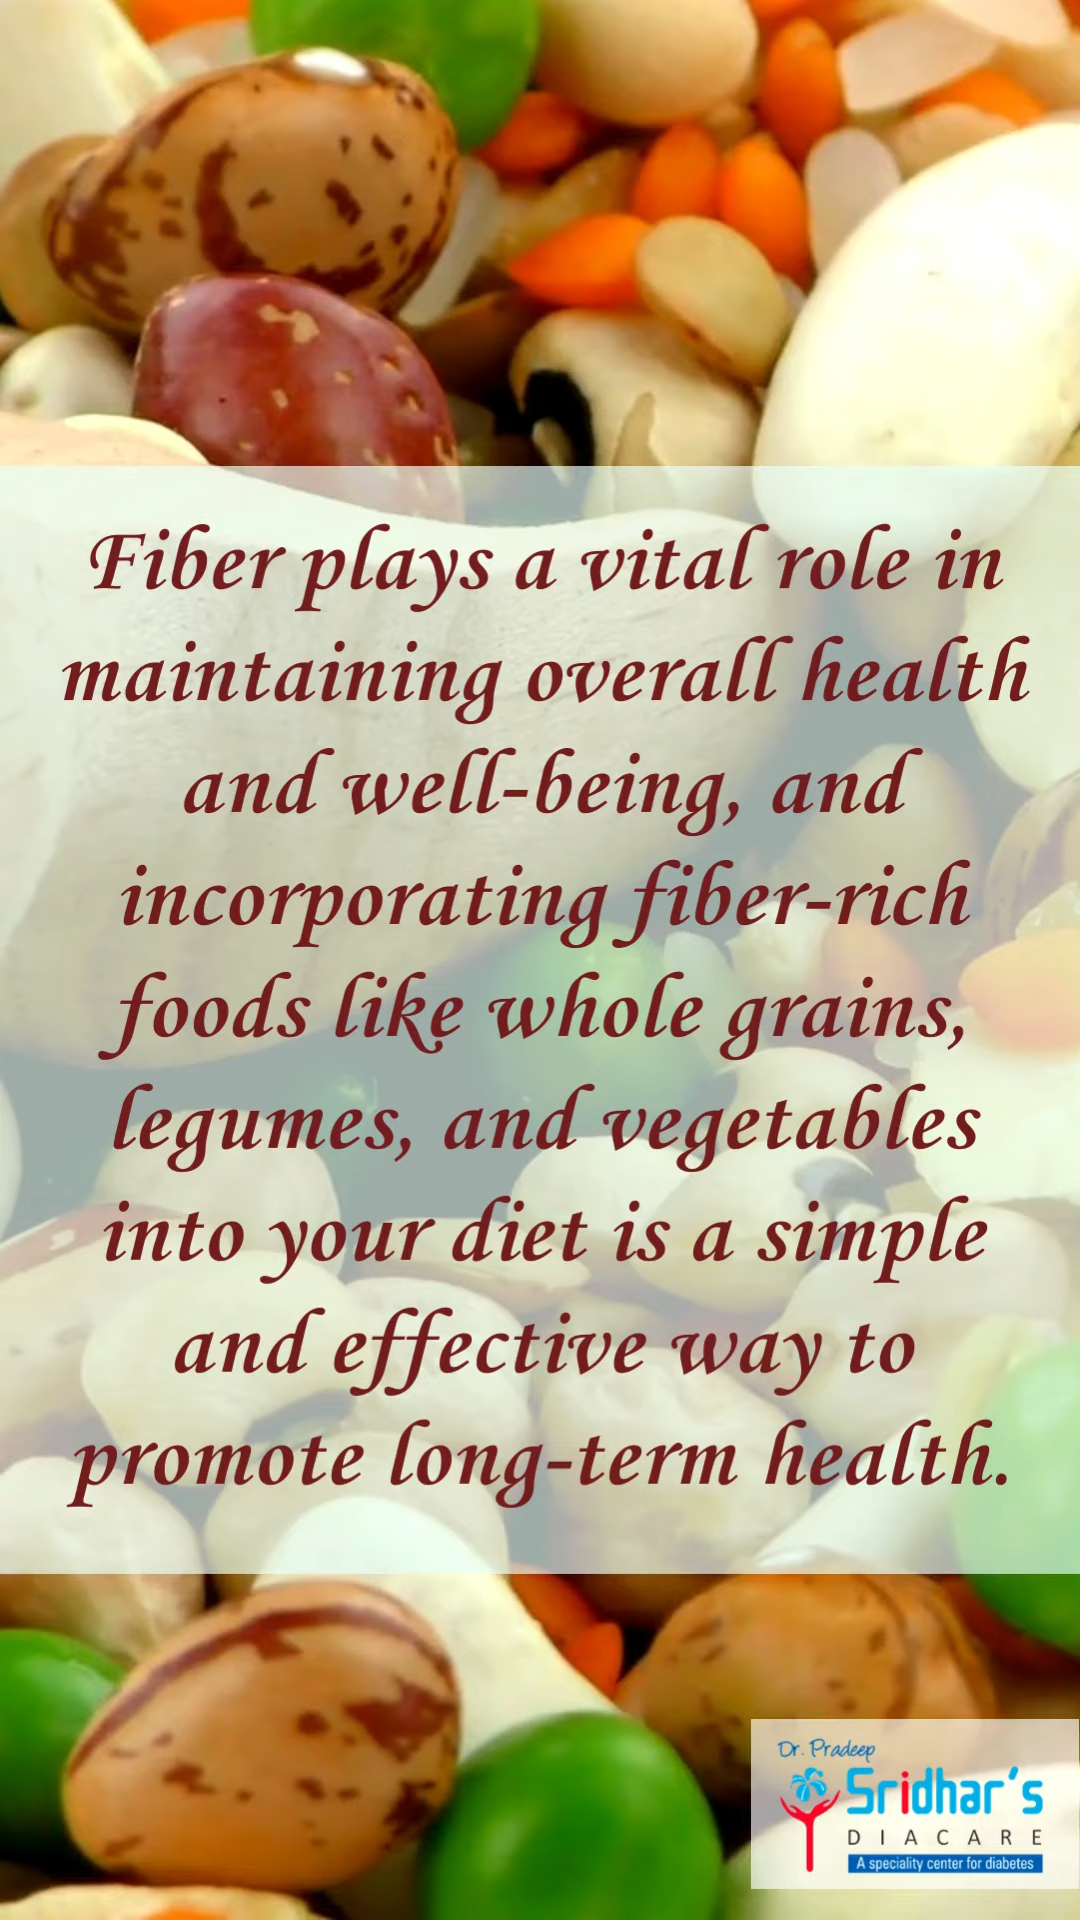 Fiber plays a vital role in
maintaining overall health
and well-being, and
incorporating fiber-rich
foods like whole grains,
legumes, and vegetables
into your diet is a simple
and effective way to
promote long-term health.
Dr. Pradeep
Sridhar's
DIACARE
A speciality center for diabetes